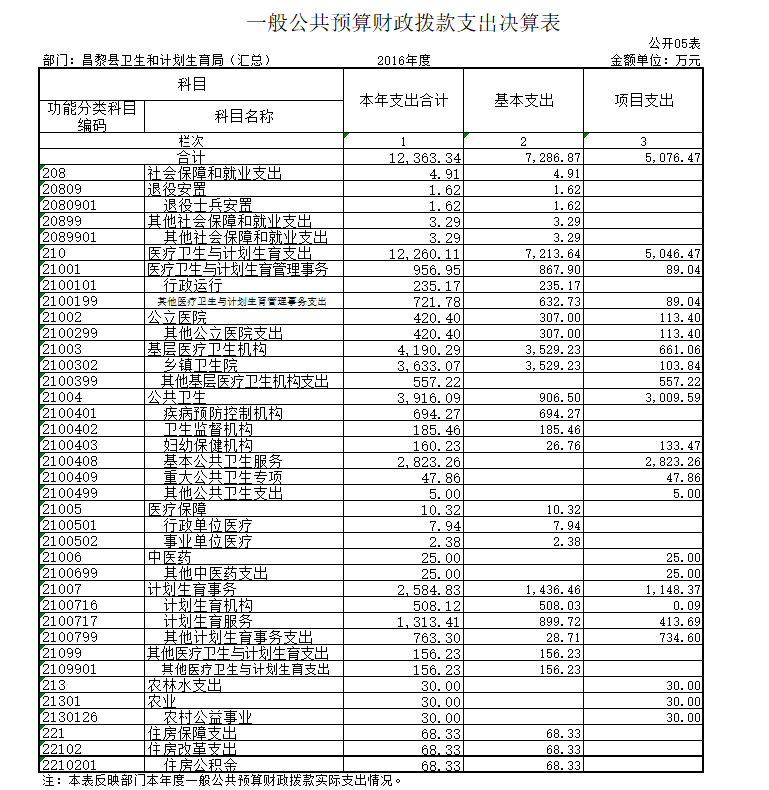 一般公共预算财政拨款支出决算表
公开05表
部门：昌黎县卫生和计划生育局（汇总） 2016年度 金额单位：万元
科目 本年支出合计 基本支出 项目支出
功能分类科目编码 科目名称
栏次 1 2 3
合计 12,363.34 7,286.87 5,076.47
208 社会保障和就业支出 4.91 4.91
20809 退役安置 1.62 1.62
2080901 退役士兵安置 1.62 1.62
20899 其他社会保障和就业支出 3.29 3.29
2089901 其他社会保障和就业支出 3.29 3.29
210 医疗卫生与计划生育支出 12,260.11 7,213.64 5,046.47
21001 医疗卫生与计划生育管理事务 956.95 867.90 89.04
2100101 行政运行 235.17 235.17
2100199 其他医疗卫生与计划生育管理事务支出 721.78 632.73 89.04
21002 公立医院 420.40 307.00 113.40
2100299 其他公立医院支出 420.40 307.00 113.40
21003 基层医疗卫生机构 4,190.29 3,529.23 661.06
2100302 乡镇卫生院 3,633.07 3,529.23 103.84
2100399 其他基层医疗卫生机构支出 557.22 557.22
21004 公共卫生 3,916.09 906.50 3,009.59
2100401 疾病预防控制机构 694.27 694.27
2100402 卫生监督机构 185.46 185.46
2100403 妇幼保健机构 160.23 26.76 133.47
2100408 基本公共卫生服务 2,823.26 2,823.26
2100409 重大公共卫生专项 47.86 47.86
2100499 其他公共卫生支出 5.00 5.00
21005 医疗保障 10.32 10.32
2100501 行政单位医疗 7.94 7.94
2100502 事业单位医疗 2.38 2.38
21006 中医药 25.00 25.00
2100699 其他中医药支出 25.00 25.00
21007 计划生育事务 2,584.83 1,436.46 1,148.37
2100716 计划生育机构 508.12 508.03 0.09
2100717 计划生育服务 1,313.41 899.72 413.69
2100799 其他计划生育事务支出 763.30 28.71 734.60
21099 其他医疗卫生与计划生育支出 156.23 156.23
2109901 其他医疗卫生与计划生育支出 156.23 156.23
213 农林水支出 30.00 30.00
21301 农业 30.00 30.00
2130126 农村公益事业 30.00 30.00
221 住房保障支出 68.33 68.33
22102 住房改革支出 68.33 68.33
2210201 住房公积金 68.33 68.33
注：本表反映部门本年度一般公共预算财政拨款实际支出情况。